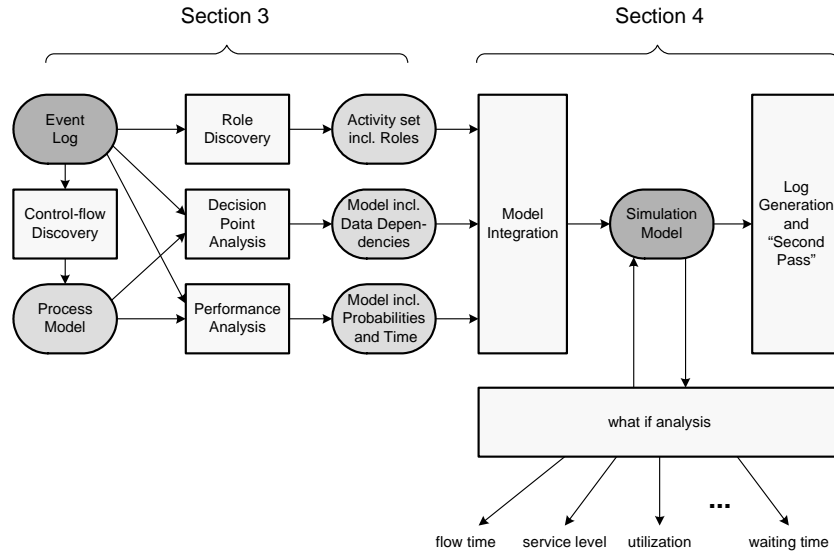 Section 3
Section 4
Event
Log
Role
Discovery
Activity set
incl. Roles
Control-flow
Discovery
Decision
Point
Analysis
Model incl.
Data Depen-
dencies
Process
Model
Performance
Analysis
Model incl.
Probabilities
and Time
Model
Integration
Simulation
Model
Log
Generation
and
“Second
Pass”
what if analysis
...
flow time
service level
utilization
waiting time